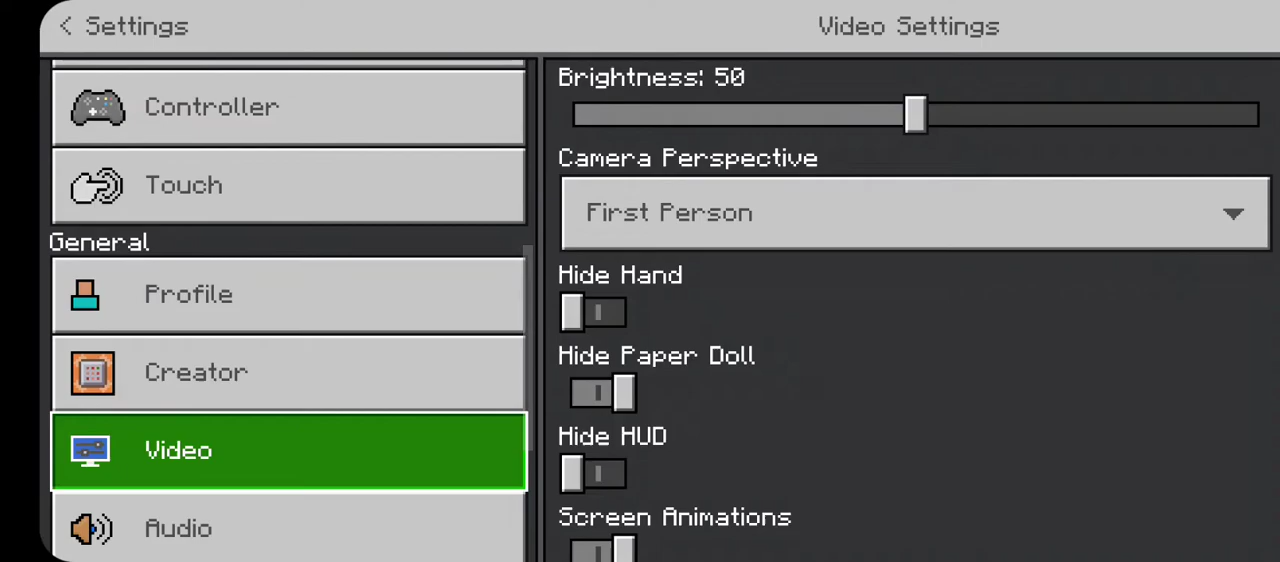 Settings
Video Settings
Controller
Touch
General
Profile
Creator
Video
Audio
Brightness: 50
Camera Perspective
First Person
Hide Hand
Hide Paper Doll
Hide HUD
Screen Animations